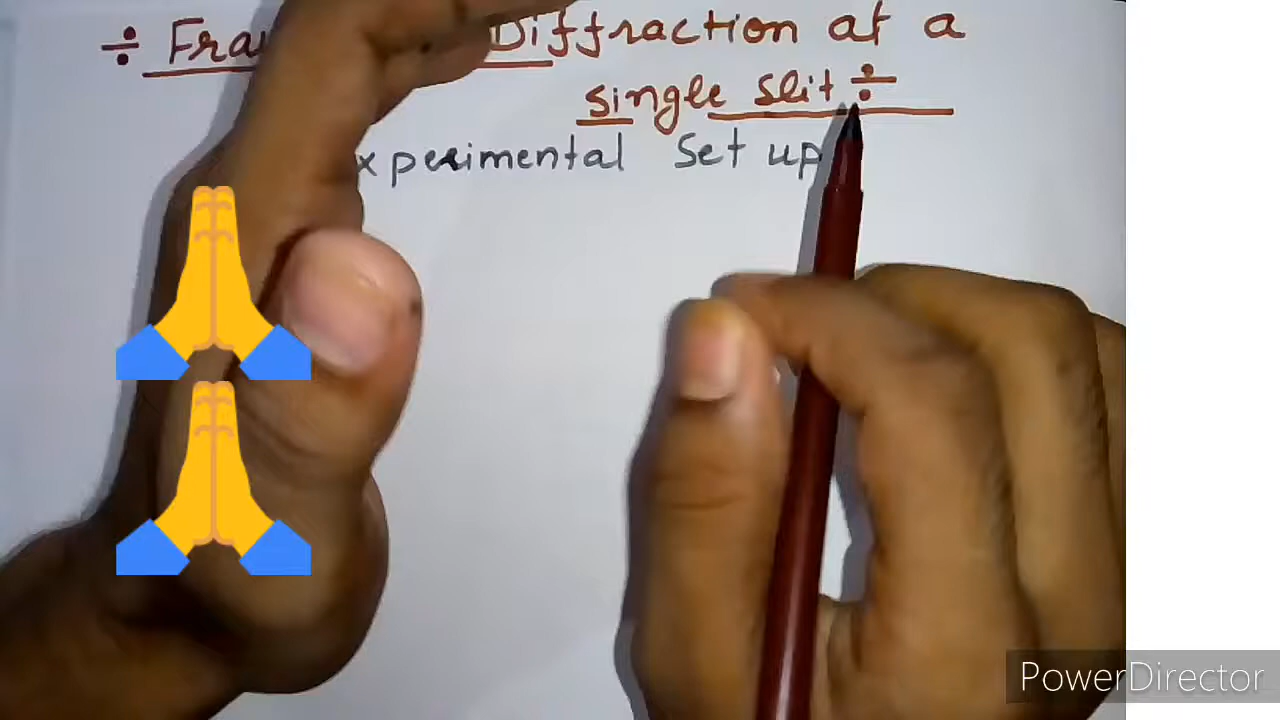 ÷ Fra Diffraction at a
single slit ÷
xperimental Set up
PowerDirector